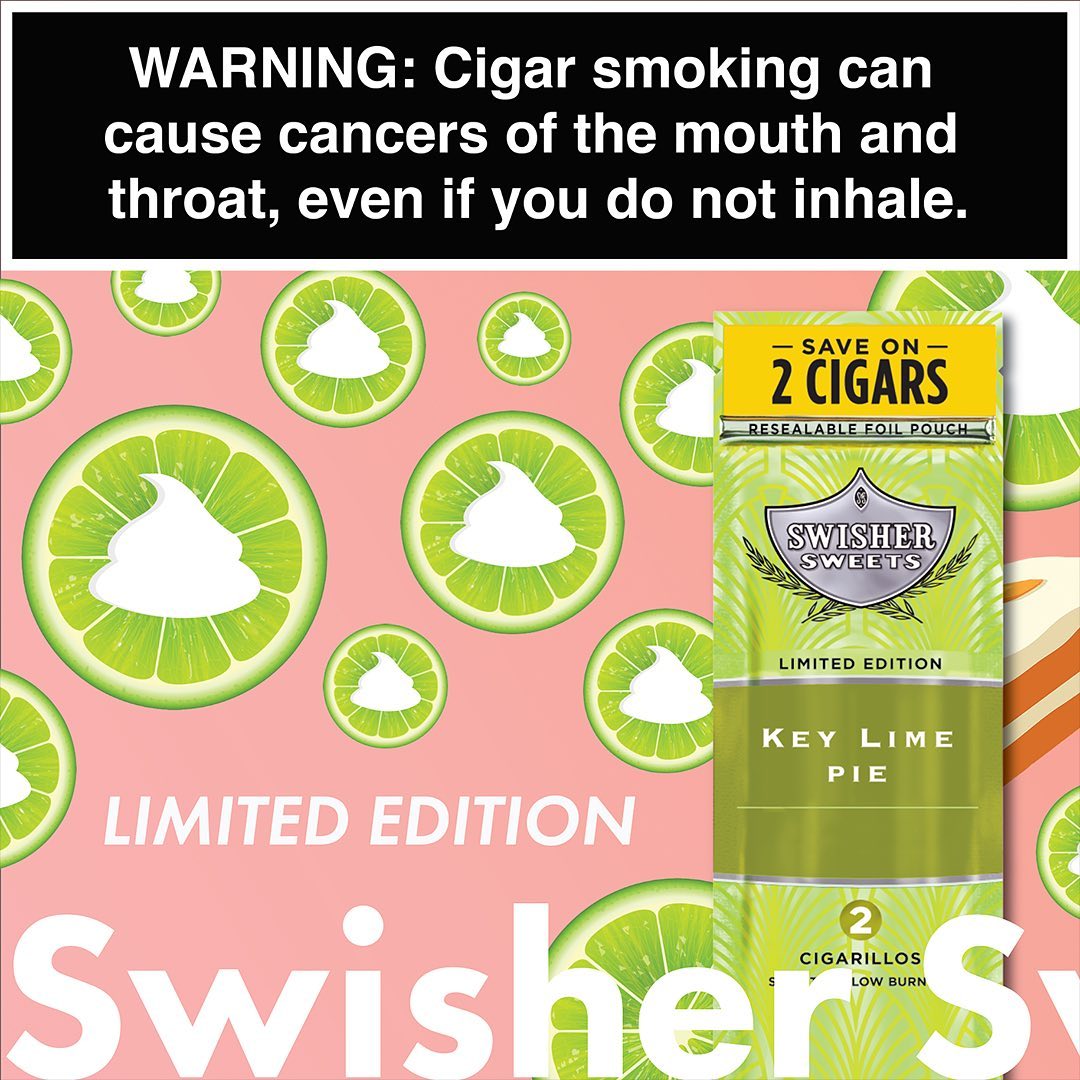 WARNING: Cigar smoking can
cause cancers of the mouth and
throat, even if you do not inhale.
SAVE ON
2 CIGARS
RESEALABLE FOIL POUCH
SWISHER
SWEETS
LIMITED EDITION
KEY LIME
PIE
LIMITED EDITION
2
CIGARILLOS
BURN
Swisher